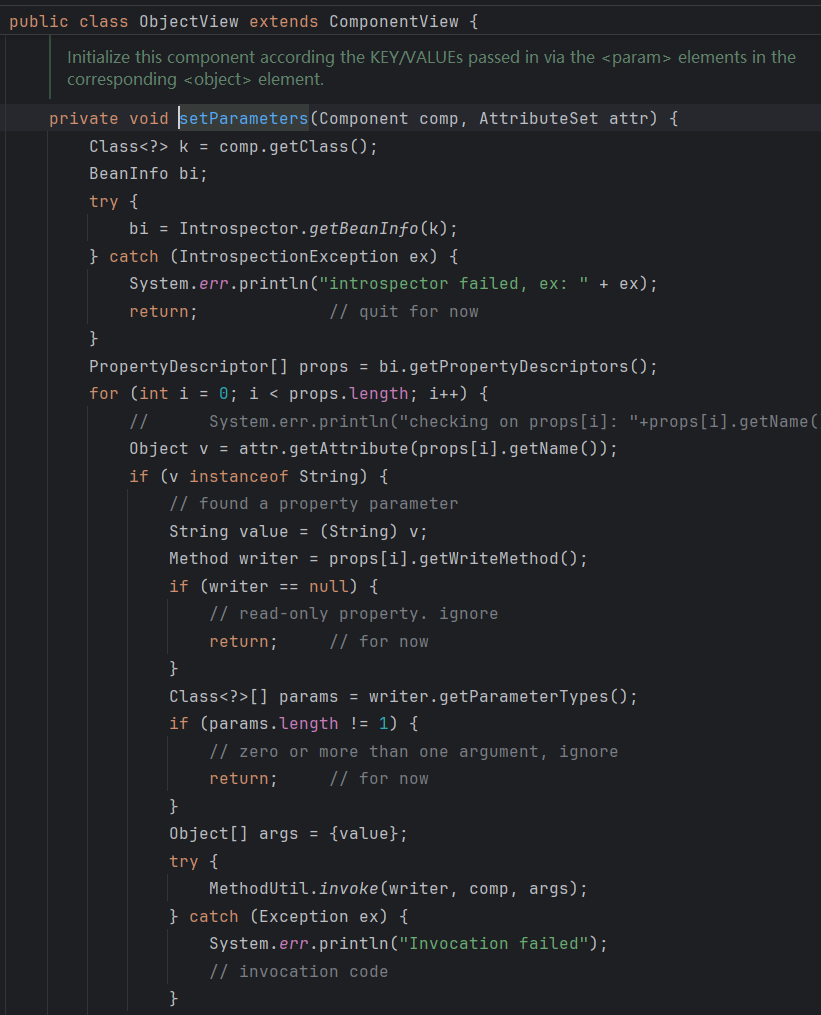 public class ObjectView extends ComponentView {
Initialize this component according the KEY/VALUEs passed in via the <param> elements in the
corresponding <object> element.
private void setParameters(Component comp, AttributeSet attr) {
Class<?> k = comp.getClass();
BeanInfo bi;
try {
bi = Introspector.getBeanInfo(k);
} catch (IntrospectionException ex) {
System.err.println("introspector failed, ex: " + ex);
return;             // quit for now
}
PropertyDescriptor[] props = bi.getPropertyDescriptors();
for (int i = 0; i < props.length; i++) {
//      System.err.println("checking on props[i]: "+props[i].getName(
Object v = attr.getAttribute(props[i].getName());
if (v instanceof String) {
// found a property parameter
String value = (String) v;
Method writer = props[i].getWriteMethod();
if (writer == null) {
// read-only property. ignore
return;     // for now
}
Class<?>[] params = writer.getParameterTypes();
if (params.length != 1) {
// zero or more than one argument, ignore
return;     // for now
}
Object[] args = {value};
try {
MethodUtil.invoke(writer, comp, args);
} catch (Exception ex) {
System.err.println("Invocation failed");
// invocation code
}